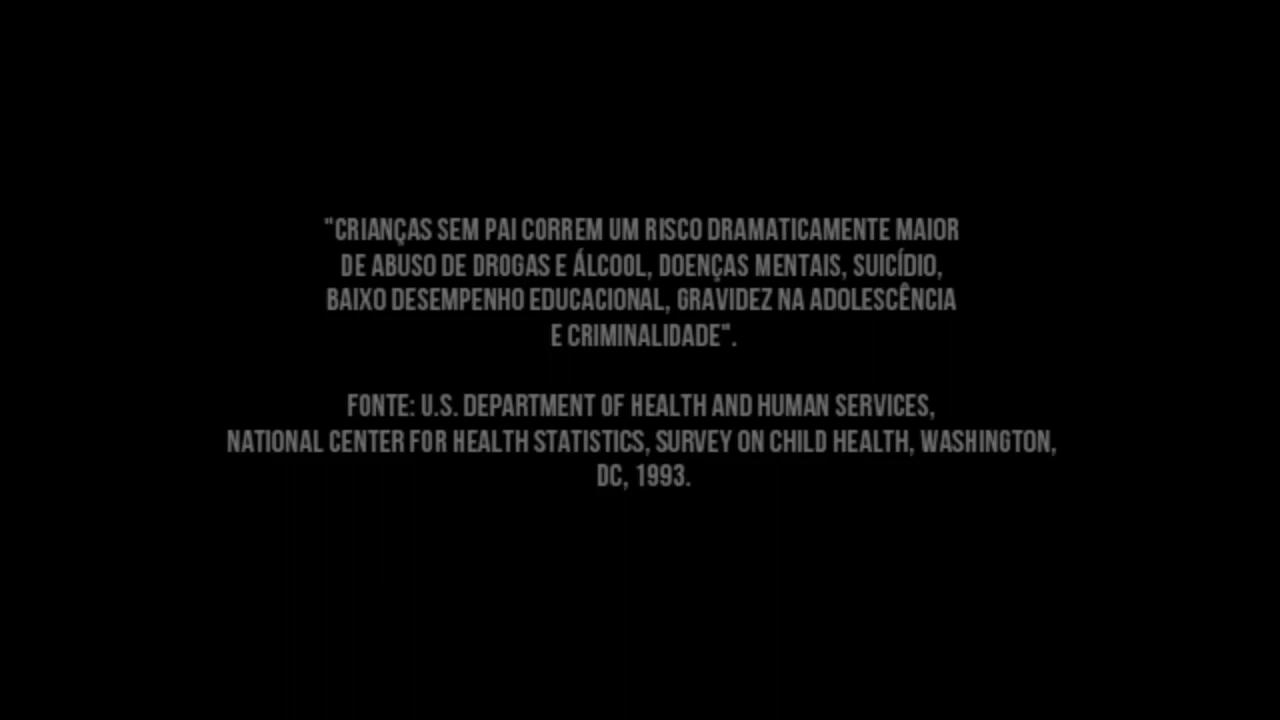 "CRIANÇAS SEM PAI CORREM UM RISCO DRAMATICAMENTE MAIOR
DE ABUSO DE DROGAS E ÁLCOOL, DOENÇAS MENTAIS, SUICÍDIO,
BAIXO DESEMPENHO EDUCACIONAL, GRAVIDEZ NA ADOLESCÊNCIA
E CRIMINALIDADE".
FONTE: U.S. DEPARTMENT OF HEALTH AND HUMAN SERVICES,
NATIONAL CENTER FOR HEALTH STATISTICS, SURVEY ON CHILD HEALTH, WASHINGTON,
DC, 1993.